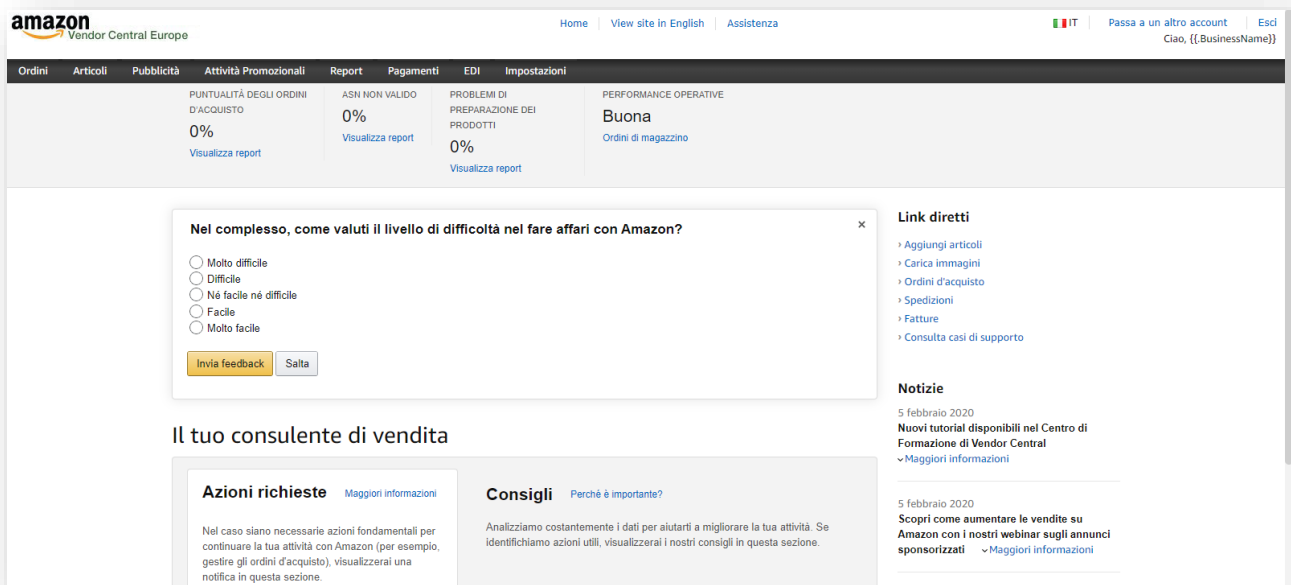 amazon
Vendor Central Europe
Home
View site in English
Assistenza
IT
Passa a un altro account
Esci
Ciao, {{.BusinessName}}
Ordini
Articoli
Pubblicità
Attività Promozionali
Report
Pagamenti
EDI
Impostazioni
PUNTUALITÀ DEGLI ORDINI
D'ACQUISTO
0%
Visualizza report
ASN NON VALIDO
0%
Visualizza report
PROBLEMI DI
PREPARAZIONE DEI
PRODOTTI
0%
Visualizza report
PERFORMANCE OPERATIVE
Buona
Ordini di magazzino
Nel complesso, come valuti il livello di difficoltà nel fare affari con Amazon?
×
Molto difficile
Difficile
Né facile né difficile
Facile
Molto facile
Invia feedback
Salta
Il tuo consulente di vendita
Azioni richieste
Maggiori informazioni
Nel caso siano necessarie azioni fondamentali per
continuare la tua attività con Amazon (per esempio,
gestire gli ordini d'acquisto), visualizzerai una
notifica in questa sezione.
Consigli
Perché è importante?
Analizziamo costantemente i dati per aiutarti a migliorare la tua attività. Se
identifichiamo azioni utili, visualizzerai i nostri consigli in questa sezione.
Link diretti
› Aggiungi articoli
› Carica immagini
› Ordini d'acquisto
› Spedizioni
› Fatture
› Consulta casi di supporto
Notizie
5 febbraio 2020
Nuovi tutorial disponibili nel Centro di
Formazione di Vendor Central
Maggiori informazioni
5 febbraio 2020
Scopri come aumentare le vendite su
Amazon con i nostri webinar sugli annunci
sponsorizzati Maggiori informazioni